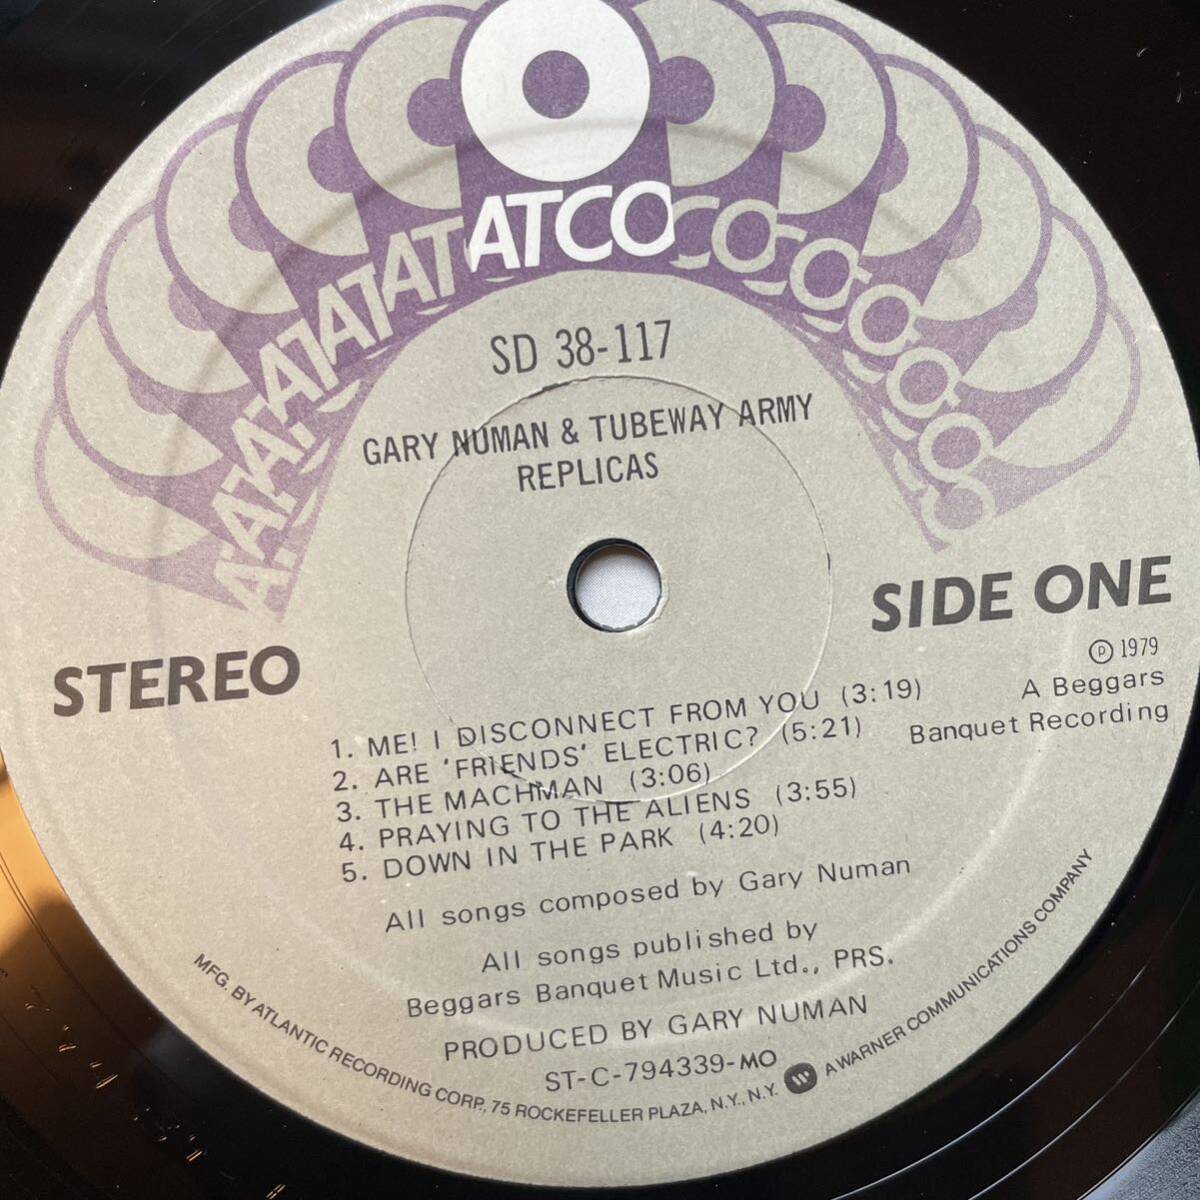 ATCO
SD 38-117
GARY NUMAN & TUBEWAY ARMY
REPLICAS
STEREO
SIDE ONE
Ⓟ 1979
A Beggars
Banquet Recording
1. ME! I DISCONNECT FROM YOU (3:19)
2. ARE 'FRIENDS' ELECTRIC? (5:21)
3. THE MACHMAN (3:06)
4. PRAYING TO THE ALIENS (3:55)
5. DOWN IN THE PARK (4:20)
All songs composed by Gary Numan
All songs published by
Beggars Banquet Music Ltd., PRS.
PRODUCED BY GARY NUMAN
ST-C-794339-MO
MFG. BY ATLANTIC RECORDING CORP., 75 ROCKEFELLER PLAZA, N.Y., N.Y. A WARNER COMMUNICATIONS COMPANY